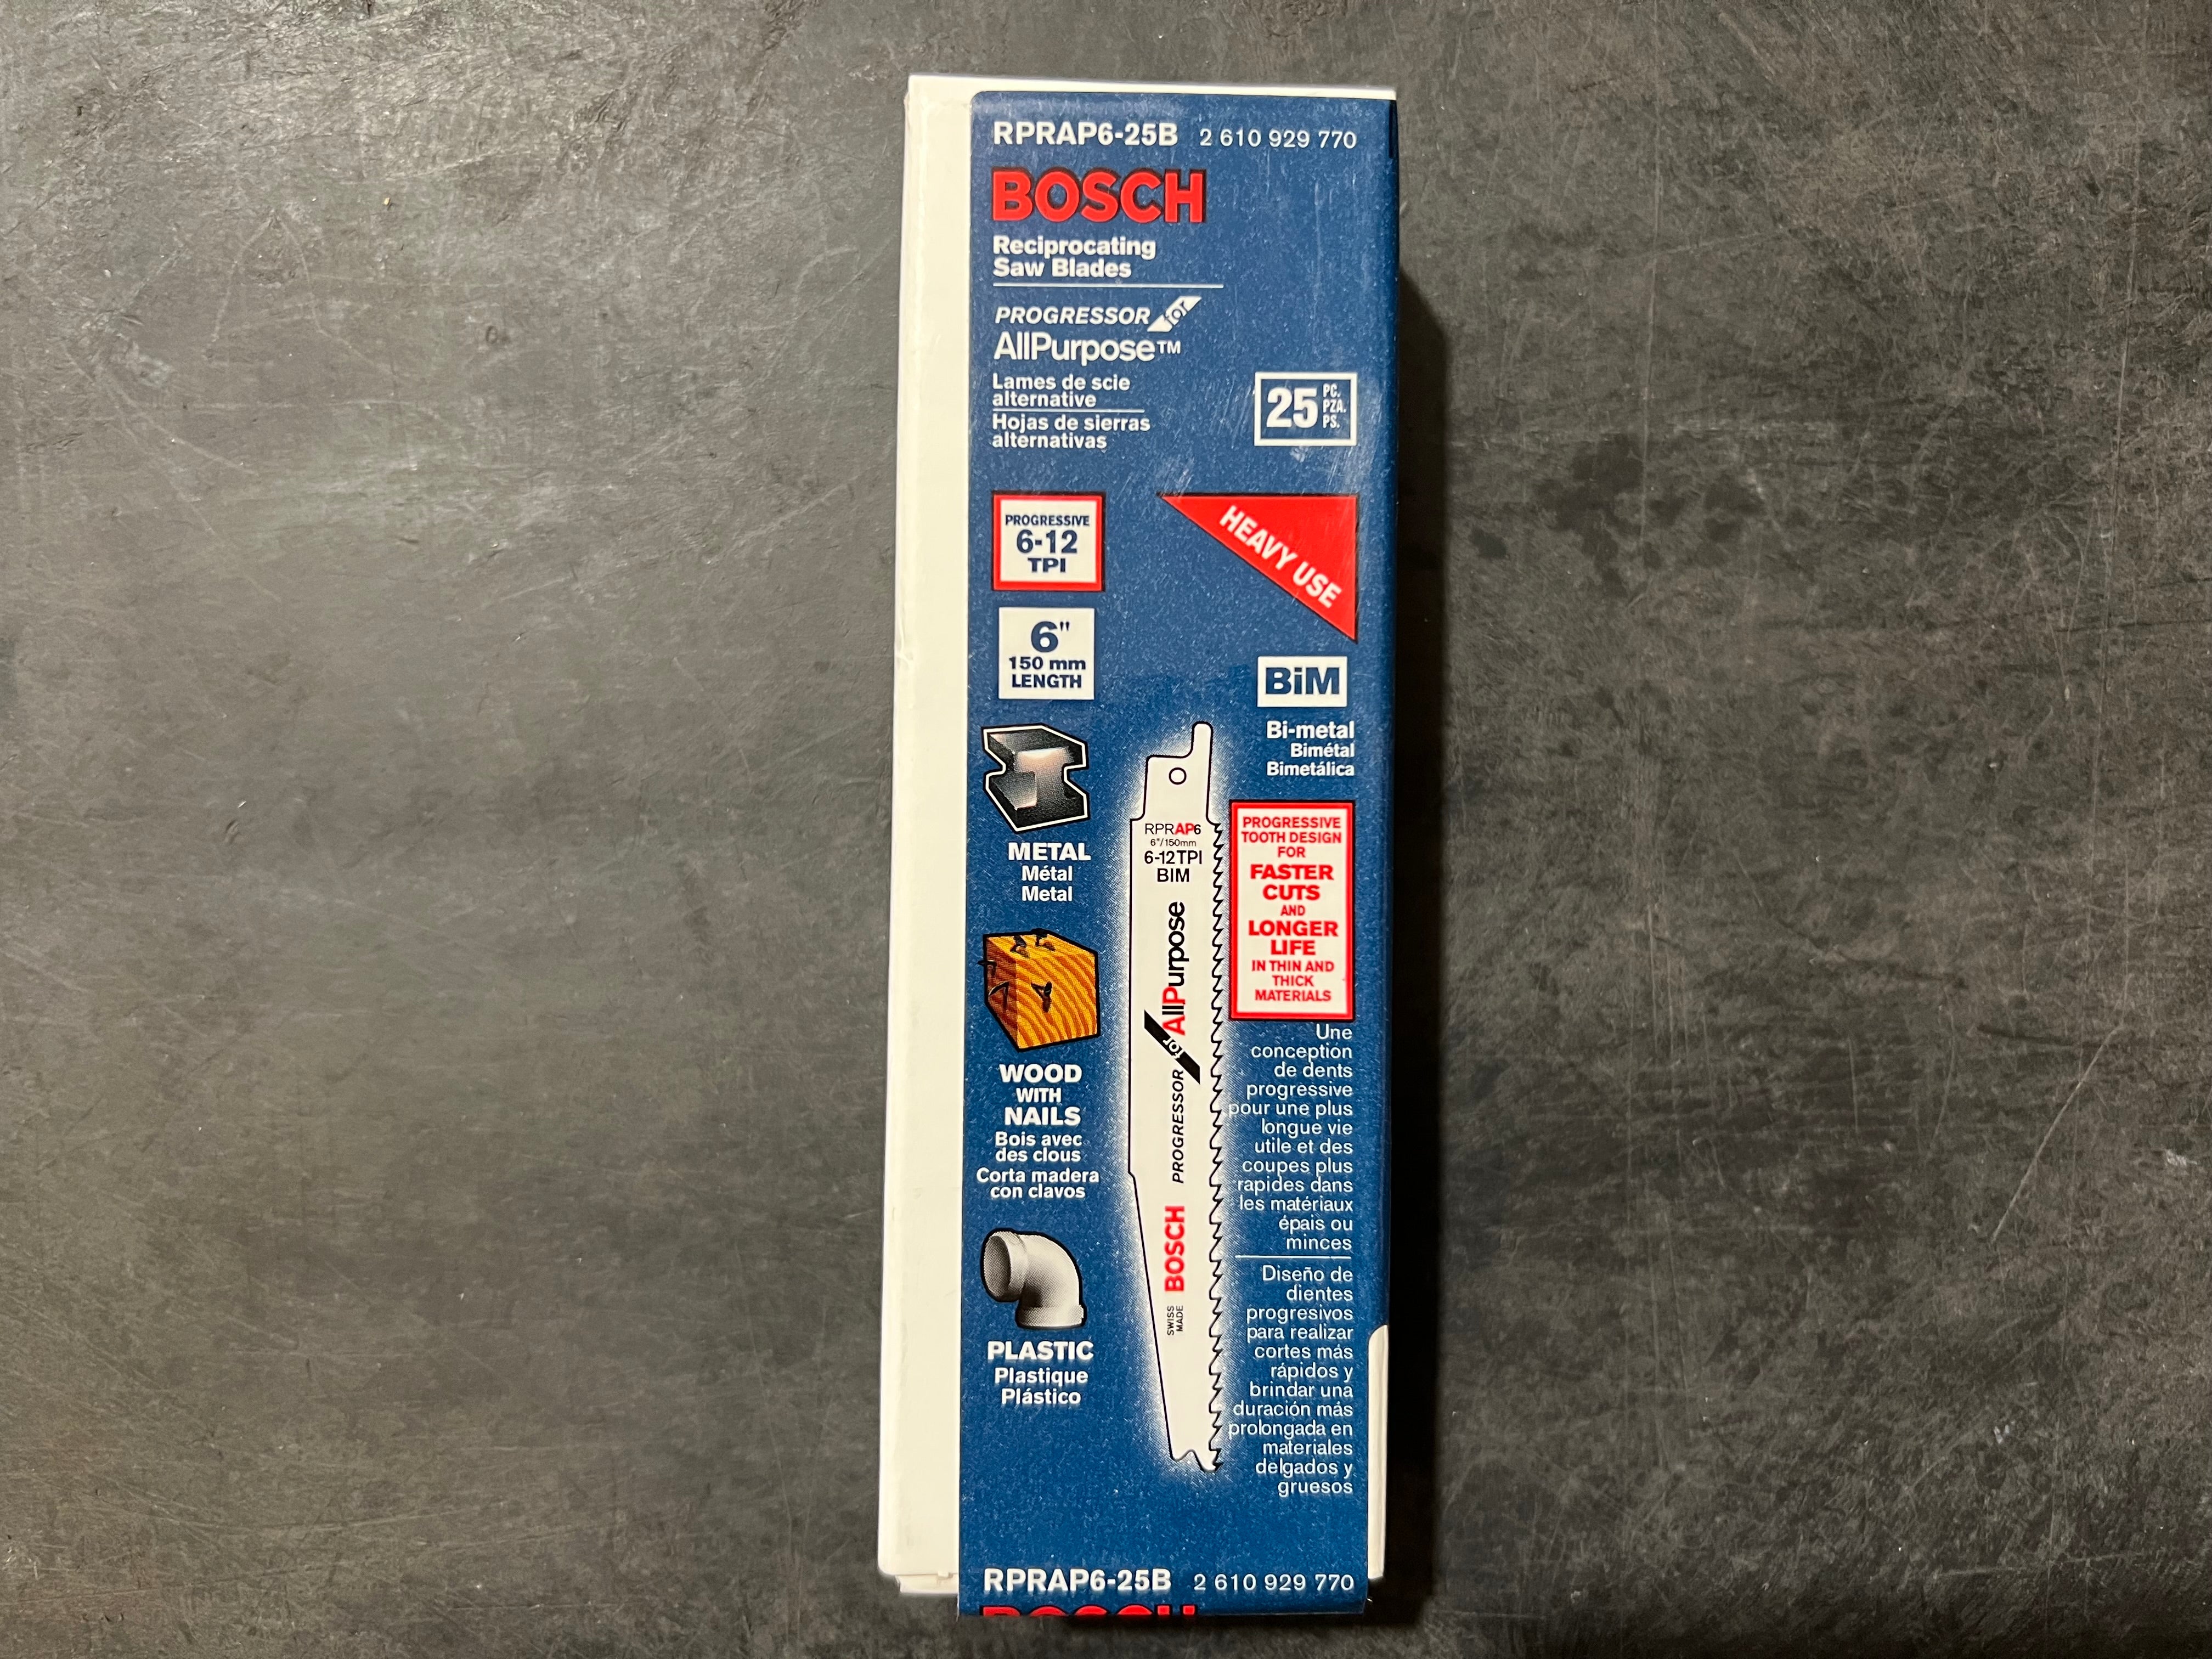 RPRAP6-25B 2 610 929 770
BOSCH
Reciprocating
Saw Blades
PROGRESSOR for
AllPurpose™
Lames de scie
alternative
Hojas de sierras
alternativas
25 PC.
PZA.
PS.
PROGRESSIVE
6-12
TPI
HEAVY USE
6"
150 mm
LENGTH
BiM
Bi-metal
Bimétal
Bimetálica
METAL
Métal
Metal
WOOD
WITH
NAILS
Bois avec
des clous
Corta madera
con clavos
PLASTIC
Plastique
Plástico
RPRAP6
6"/150mm
6-12TPI
BIM
BOSCH PROGRESSOR for AllPurpose
SWISS
MADE
PROGRESSIVE
TOOTH DESIGN
FOR
FASTER
CUTS
AND
LONGER
LIFE
IN THIN AND
THICK
MATERIALS
Une
conception
de dents
progressive
pour une plus
longue vie
utile et des
coupes plus
rapides dans
les matériaux
épais ou
minces
Diseño de
dientes
progresivos
para realizar
cortes más
rápidos y
brindar una
duración más
prolongada en
materiales
delgados y
gruesos
RPRAP6-25B 2 610 929 770
BOSCH